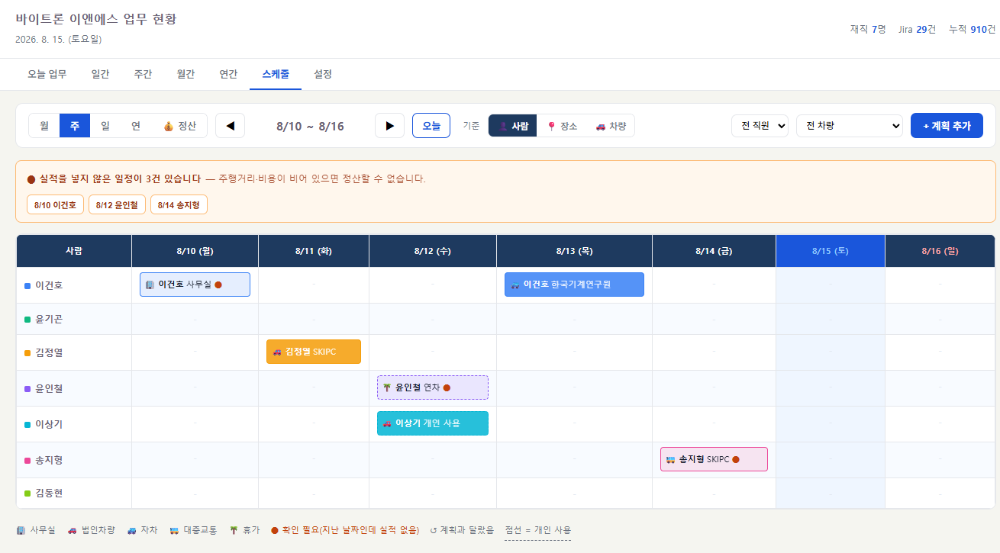 바이트론 이앤에스 업무 현황
2026. 8. 15. (토요일)
재직 7명 Jira 29건 누적 910건
오늘 업무 일간 주간 월간 연간 스케줄 설정
월 주 일 연 정산 ◀ 8/10 ~ 8/16 ▶ 오늘 기준 사람 장소 차량 전 직원 전 차량 + 계획 추가
실적을 넣지 않은 일정이 3건 있습니다 — 주행거리·비용이 비어 있으면 정산할 수 없습니다.
8/10 이건호 8/12 윤인철 8/14 송지형
사람 8/10 (월) 8/11 (화) 8/12 (수) 8/13 (목) 8/14 (금) 8/15 (토) 8/16 (일)
이건호 이건호 사무실 - - 이건호 한국기계연구원 - - -
윤기곤 - - - - - - -
김정열 - 김정열 SKIPC - - - - -
윤인철 - - 윤인철 연차 - - - -
이상기 - - 이상기 개인 사용 - - - -
송지형 - - - - 송지형 SKIPC - -
김동현 - - - - - - -
사무실 법인차량 자차 대중교통 휴가 확인 필요(지난 날짜인데 실적 없음) ↺ 계획과 달랐음 점선 = 개인 사용